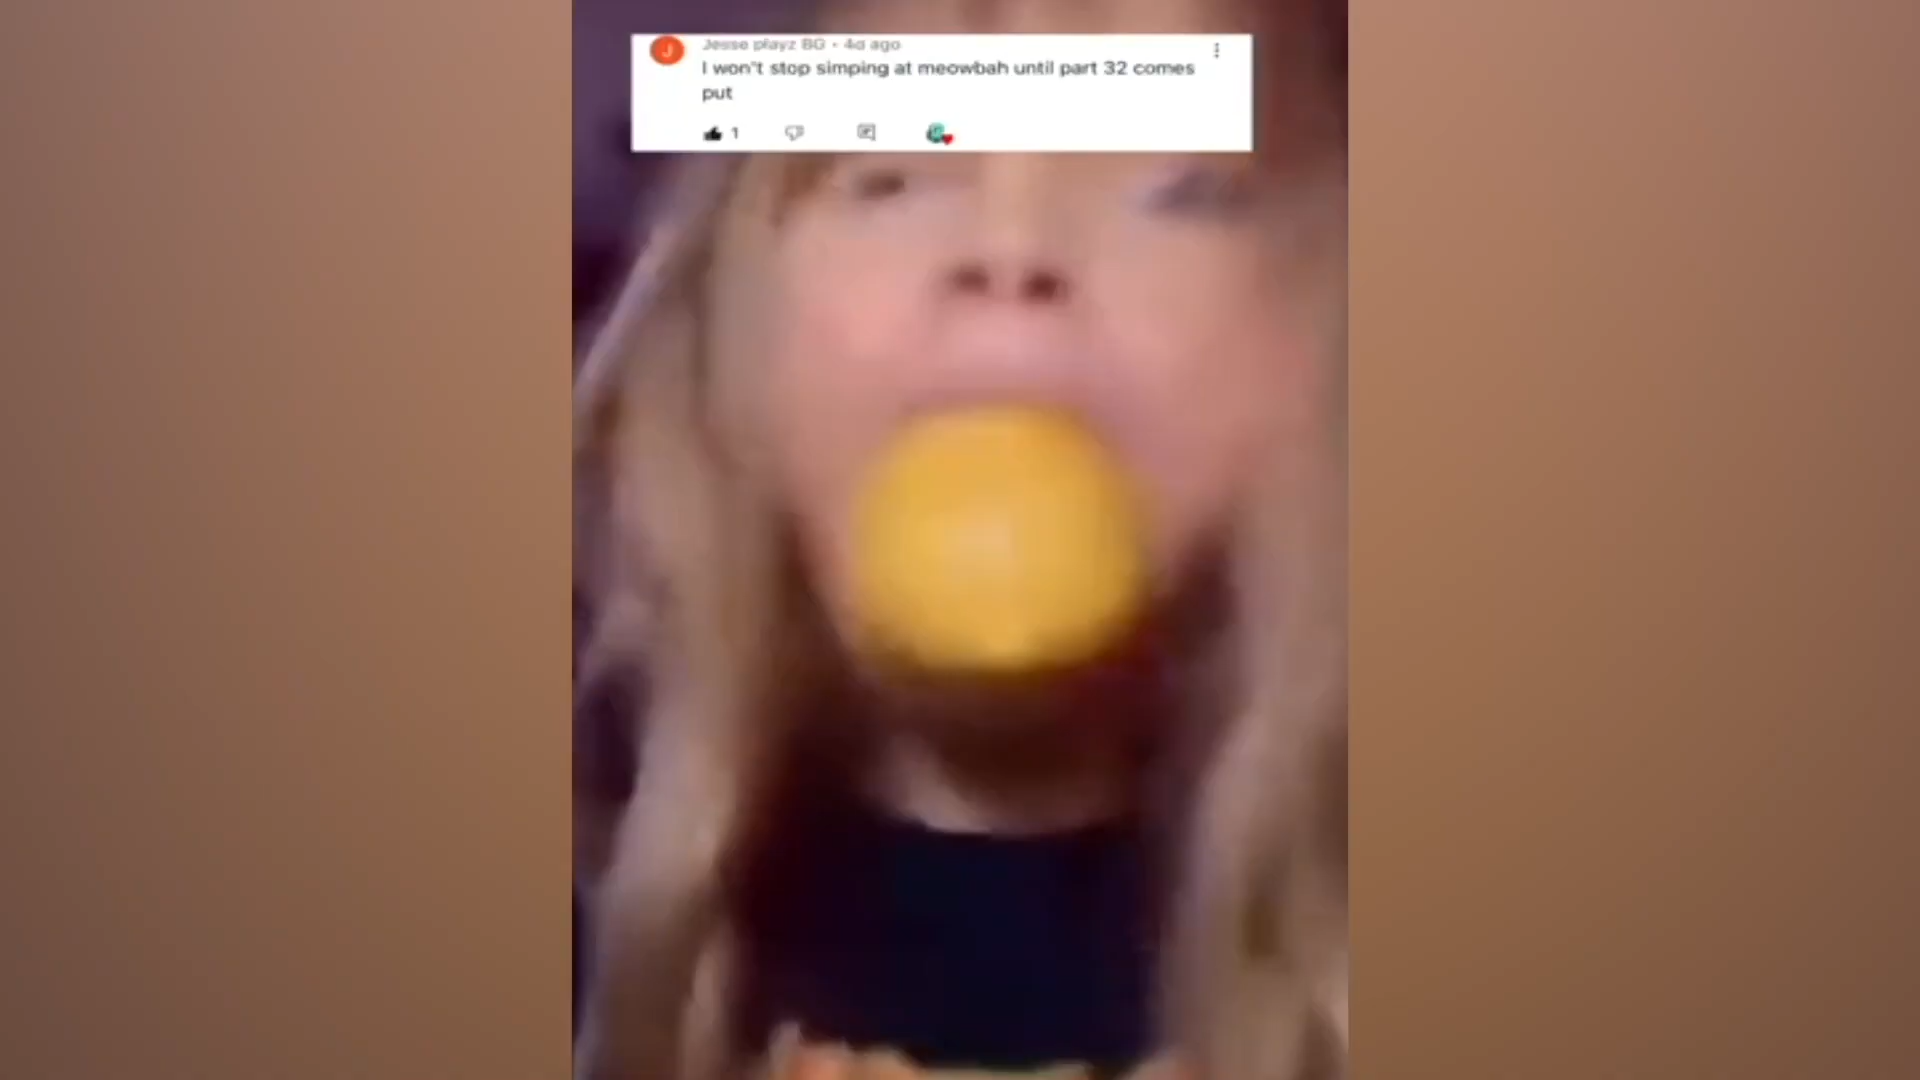 J
Jesse playz BG • 4d ago
I won't stop simping at meowbah until part 32 comes
put
1